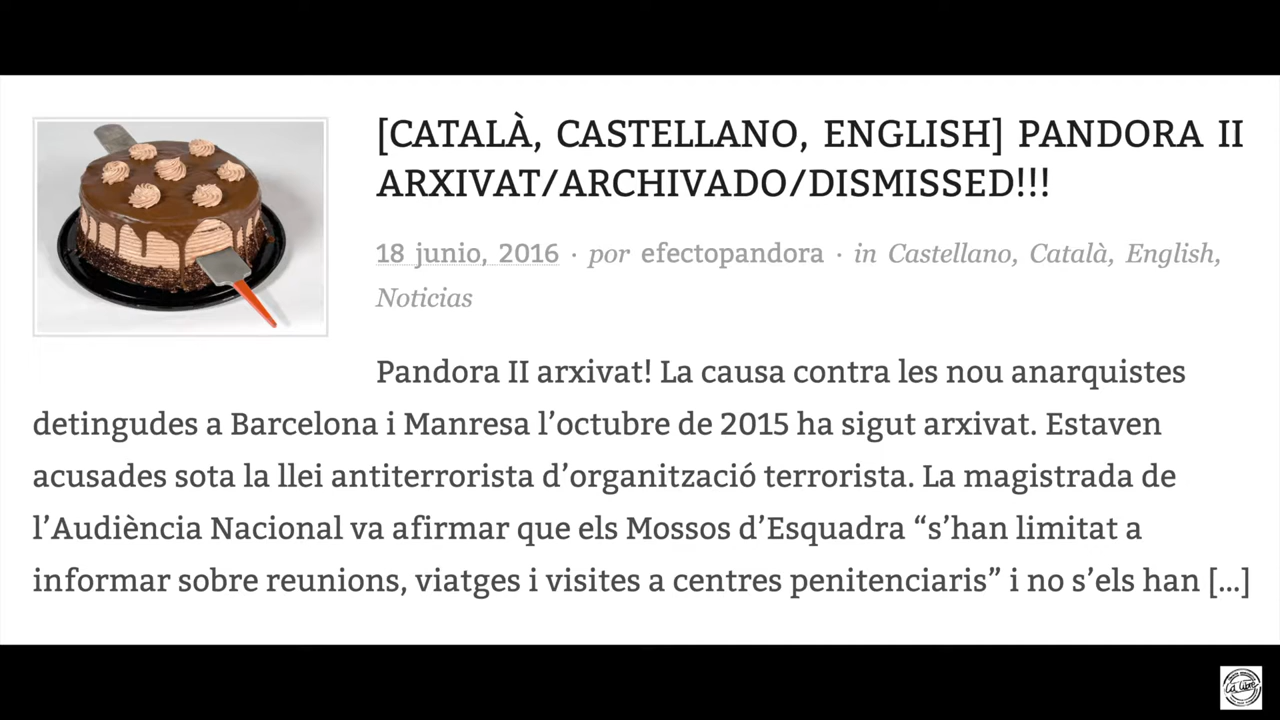 [CATALÀ, CASTELLANO, ENGLISH] PANDORA II
ARXIVAT/ARCHIVADO/DISMISSED!!!
18 junio, 2016 · por efectopandora · in Castellano, Català, English,
Noticias
Pandora II arxivat! La causa contra les nou anarquistes
detingudes a Barcelona i Manresa l’octubre de 2015 ha sigut arxivat. Estaven
acusades sota la llei antiterrorista d’organització terrorista. La magistrada de
l’Audiència Nacional va afirmar que els Mossos d’Esquadra “s’han limitat a
informar sobre reunions, viatges i visites a centres penitenciaris” i no s’els han [...]